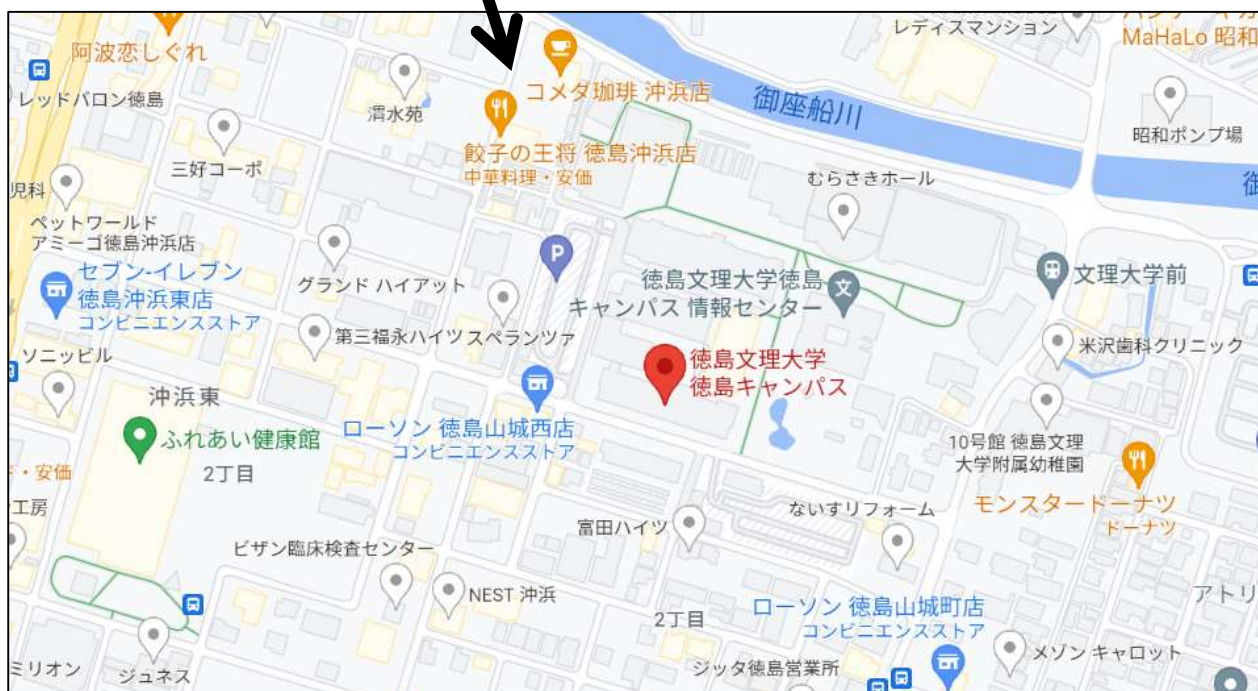 レディスマンション
MaHaLo 昭和
阿波恋しぐれ
コメダ珈琲 沖浜店
御座船川
レッドバロン徳島
渭水苑
昭和ポンプ場
三好コーポ
餃子の王将 徳島沖浜店
中華料理・安価
むらさきホール
児科
御
ペットワールド
アミーゴ徳島沖浜店
P
セブン-イレブン
徳島沖浜東店
コンビニエンスストア
グランド ハイアット
徳島文理大学徳島
キャンパス 情報センター
文
文理大学前
第三福永ハイツ
スペランツァ
米沢歯科クリニック
ソニッビル
徳島文理大学
徳島キャンパス
沖浜東
ふれあい健康館
ローソン 徳島山城西店
コンビニエンスストア
10号館 徳島文理
大学附属幼稚園
・安価
2丁目
モンスタードーナツ
ドーナツ
工房
ないすリフォーム
富田ハイツ
ビザン臨床検査センター
NEST 沖浜
アトリ
2丁目
ローソン 徳島山城町店
コンビニエンスストア
メゾン キャロット
ミリオン
ジュネス
ジッタ徳島営業所